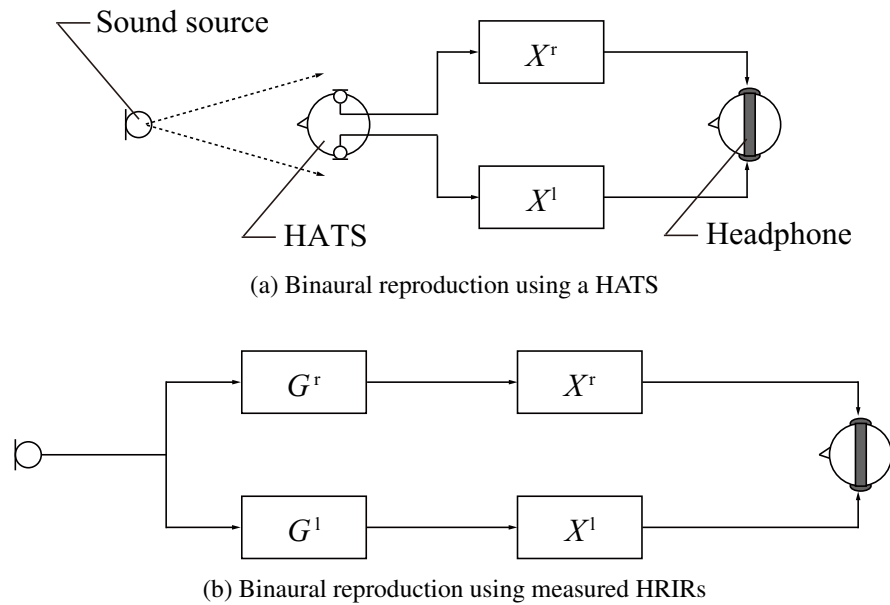 Sound source
X^r
HATS
X^l
Headphone
(a) Binaural reproduction using a HATS
G^r
X^r
G^l
X^l
(b) Binaural reproduction using measured HRIRs